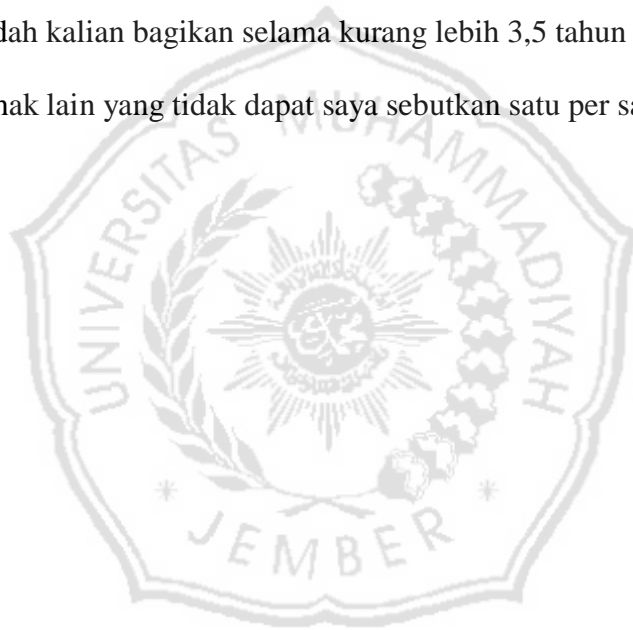 dah kalian bagikan selama kurang lebih 3,5 tahun
nak lain yang tidak dapat saya sebutkan satu per sa
UNIVERSITAS MUHAMMADIYAH
JEMBER